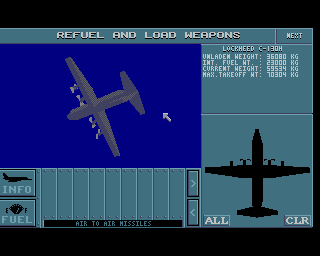 REFUEL AND LOAD WEAPONS
NEXT
LOCKHEED C-130H
UNLADEN WEIGHT: 36080 KG
INT. FUEL WT. : 23000 KG
CURRENT WEIGHT: 59534 KG
MAX.TAKEOFF WT: 70304 KG
INFO
>
FUEL
E F
<
AIR TO AIR MISSILES
ALL
CLR